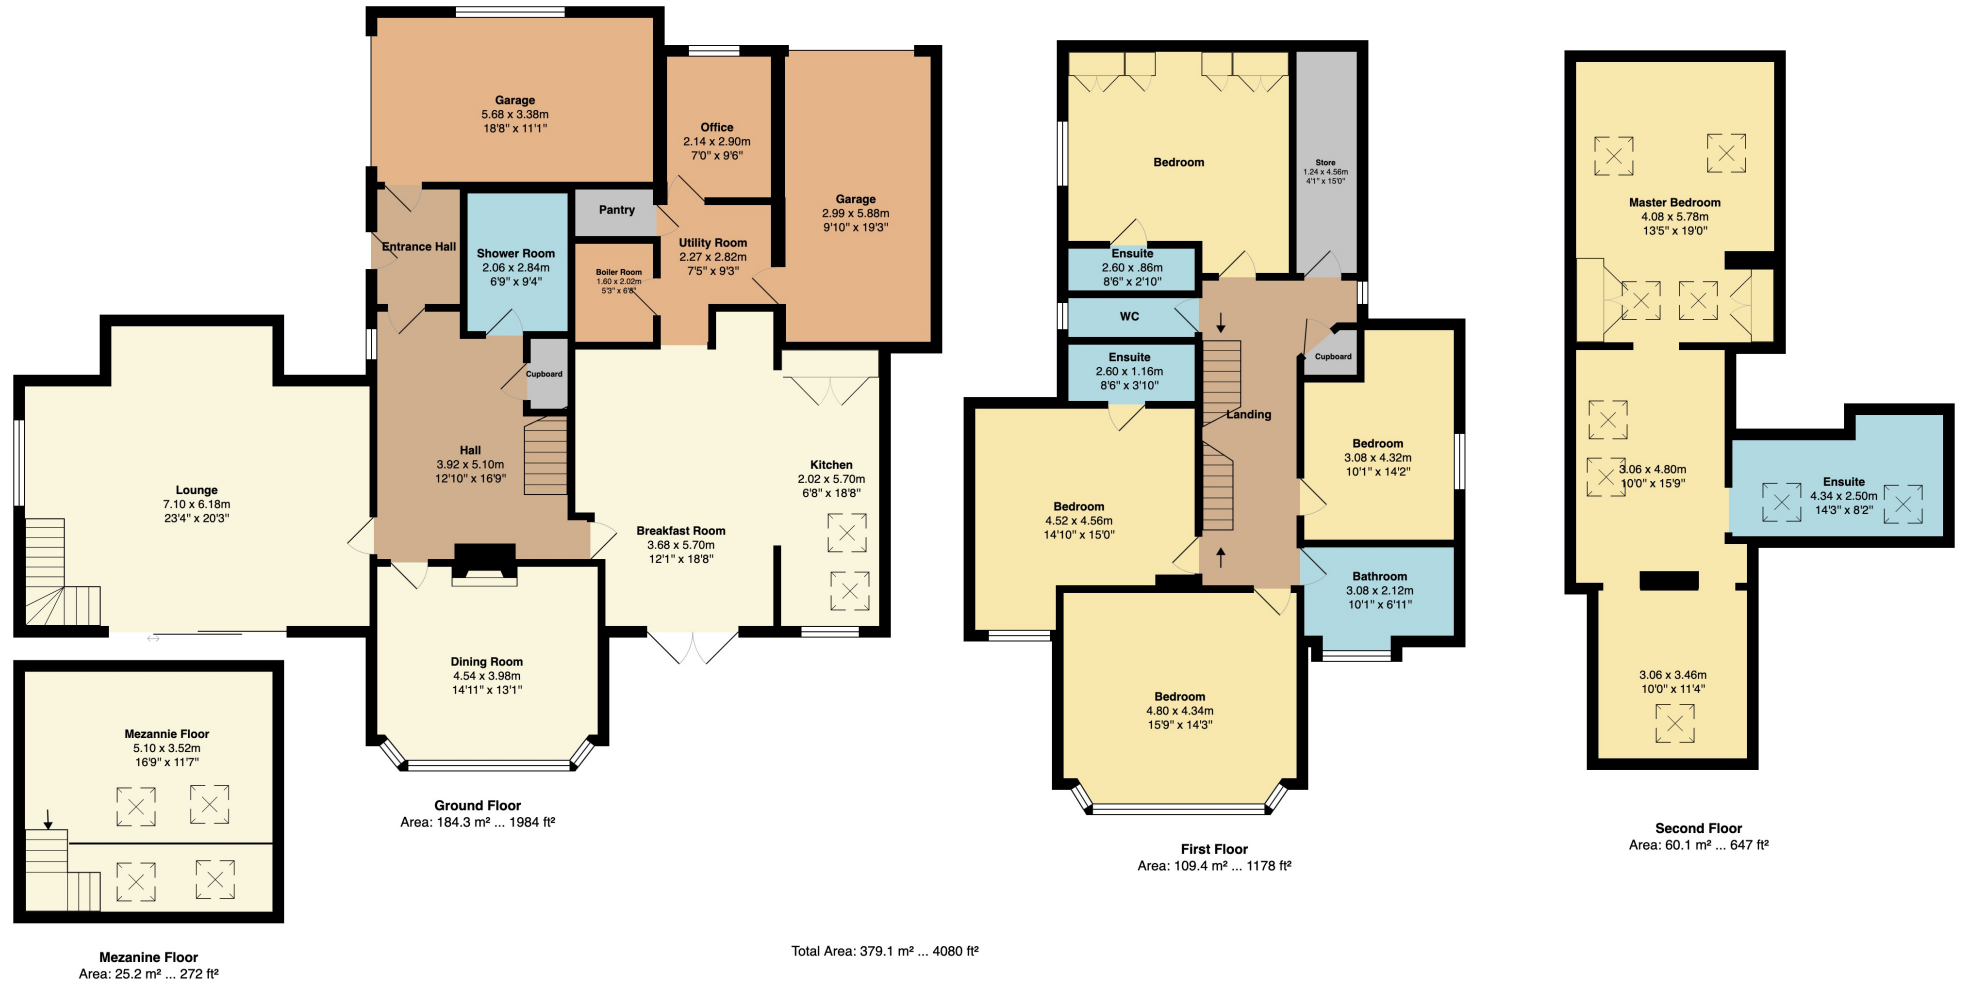 Garage
5.68 x 3.38m
18'8" x 11'1"
Office
2.14 x 2.90m
7'0" x 9'6"
Garage
2.99 x 5.88m
9'10" x 19'3"
Pantry
Entrance Hall
Shower Room
2.06 x 2.84m
6'9" x 9'4"
Utility Room
2.27 x 2.82m
7'5" x 9'3"
Boiler Room
1.60 x 2.02m
5'3" x 6'8"
Cupboard
Hall
3.92 x 5.10m
12'10" x 16'9"
Lounge
7.10 x 6.18m
23'4" x 20'3"
Kitchen
2.02 x 5.70m
6'8" x 18'8"
Breakfast Room
3.68 x 5.70m
12'1" x 18'8"
Dining Room
4.54 x 3.98m
14'11" x 13'1"
Ground Floor
Area: 184.3 m² ... 1984 ft²
Mezannie Floor
5.10 x 3.52m
16'9" x 11'7"
Mezanine Floor
Area: 25.2 m² ... 272 ft²
Bedroom
Store
1.24 x 4.56m
4'1" x 15'0"
Ensuite
2.60 x .86m
8'6" x 2'10"
WC
Ensuite
2.60 x 1.16m
8'6" x 3'10"
Cupboard
Landing
Bedroom
3.08 x 4.32m
10'1" x 14'2"
Bedroom
4.52 x 4.56m
14'10" x 15'0"
Bathroom
3.08 x 2.12m
10'1" x 6'11"
Bedroom
4.80 x 4.34m
15'9" x 14'3"
First Floor
Area: 109.4 m² ... 1178 ft²
Master Bedroom
4.08 x 5.78m
13'5" x 19'0"
3.06 x 4.80m
10'0" x 15'9"
Ensuite
4.34 x 2.50m
14'3" x 8'2"
3.06 x 3.46m
10'0" x 11'4"
Second Floor
Area: 60.1 m² ... 647 ft²
Total Area: 379.1 m² ... 4080 ft²